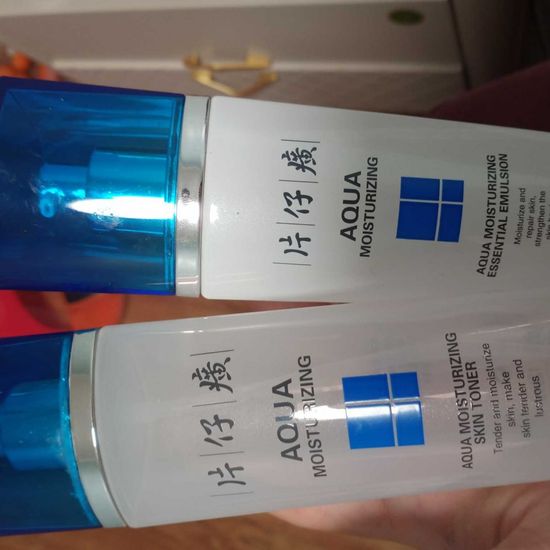 片仔癀
AQUA
MOISTURIZING
AQUA MOISTURIZING
ESSENTIAL EMULSION
Moisturize and
repair skin,
strengthen the
片仔癀
AQUA
MOISTURIZING
AQUA MOISTURIZING
SKIN TONER
Tender and moisturize
skin, make
skin tender and
lustrous